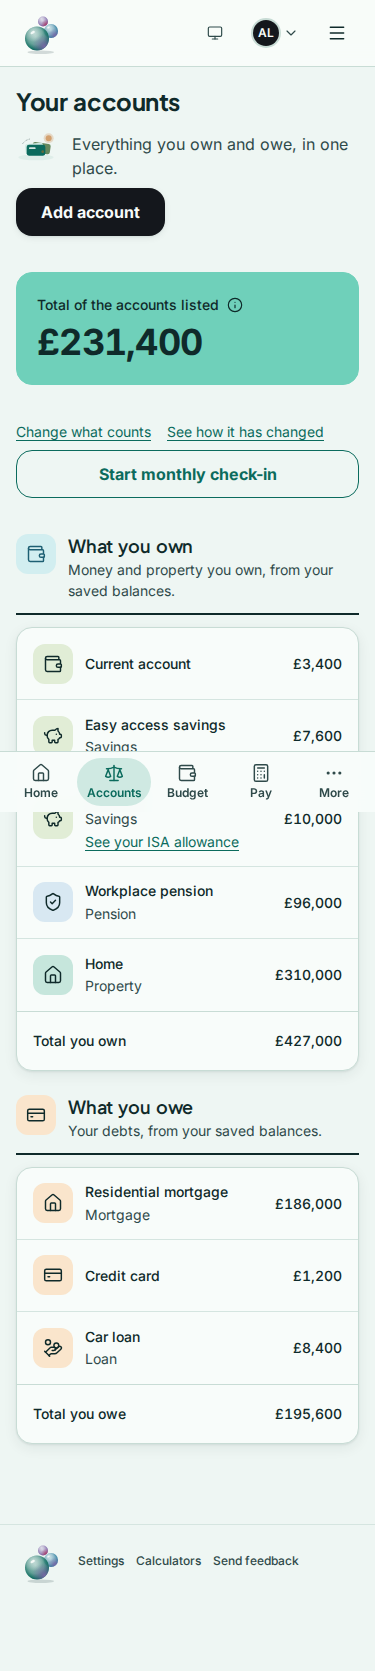 AL
Your accounts
Everything you own and owe, in one
place.
Add account
Total of the accounts listed
£231,400
Change what counts See how it has changed
Start monthly check-in
What you own
Money and property you own, from your
saved balances.
Current account £3,400
Easy access savings
Savings
£7,600
Home Accounts Budget Pay More
Savings
£10,000
See your ISA allowance
Workplace pension
Pension
£96,000
Home
Property
£310,000
Total you own £427,000
What you owe
Your debts, from your saved balances.
Residential mortgage
Mortgage
£186,000
Credit card £1,200
Car loan
Loan
£8,400
Total you owe £195,600
Settings Calculators Send feedback